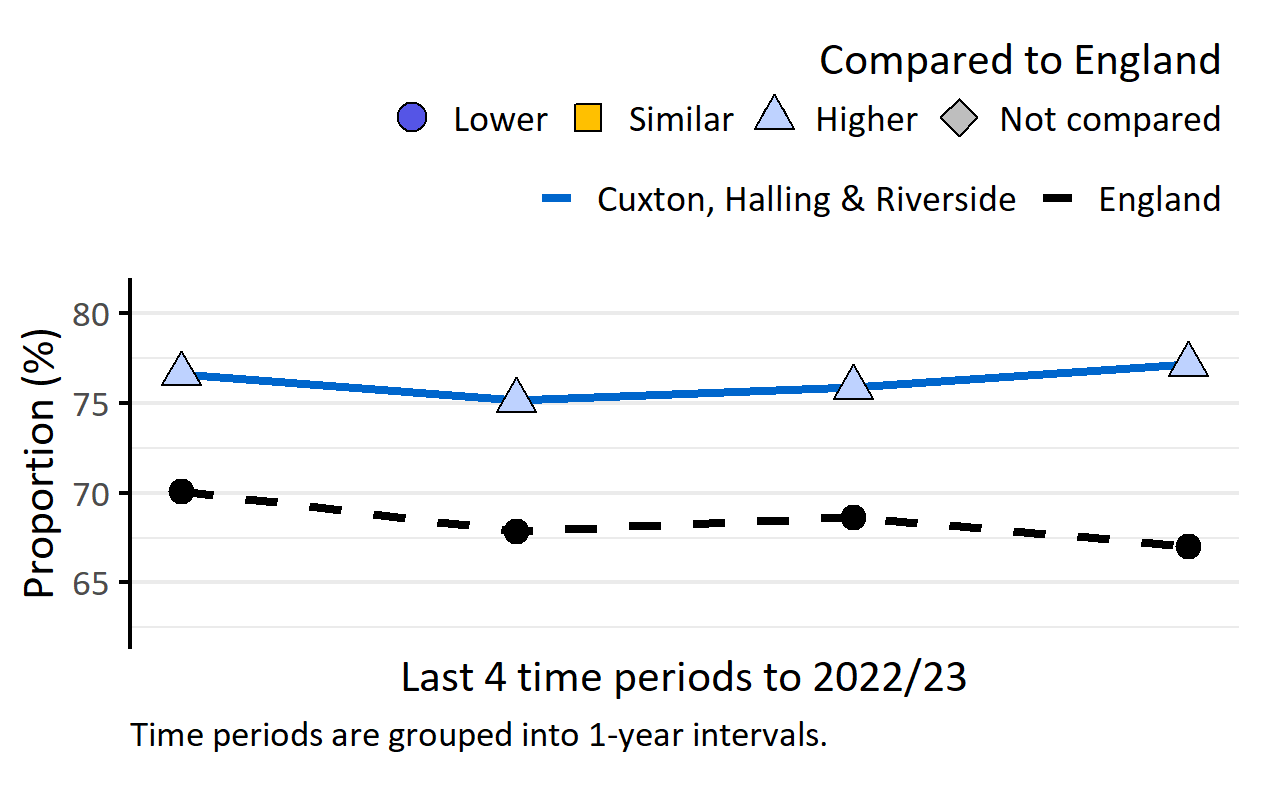 Compared to England
Lower Similar Higher Not compared
Cuxton, Halling & Riverside England
Proportion (%)
80
75
70
65
Last 4 time periods to 2022/23
Time periods are grouped into 1-year intervals.